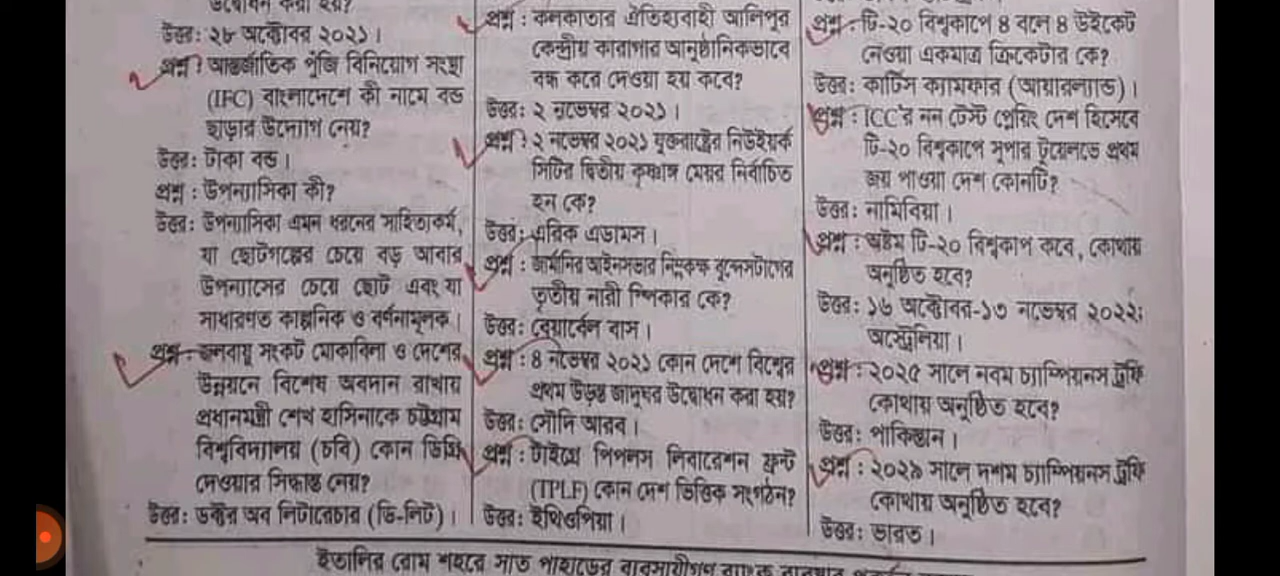 উদ্বোধন করা হয়?
উত্তর: ২৮ অক্টোবর ২০২১।
প্রশ্ন : আন্তর্জাতিক পুঁজি বিনিয়োগ সংস্থা
(IFC) বাংলাদেশে কী নামে বন্ড
ছাড়ার উদ্যোগ নেয়?
উত্তর: টাকা বন্ড।
প্রশ্ন : উপন্যাসিকা কী?
উত্তর: উপন্যাসিকা এমন ধরনের সাহিত্যকর্ম,
যা ছোটগল্পের চেয়ে বড় আবার
উপন্যাসের চেয়ে ছোট এবং যা
সাধারণত কাল্পনিক ও বর্ণনামূলক।
প্রশ্ন : জলবায়ু সংকট মোকাবিলা ও দেশের
উন্নয়নে বিশেষ অবদান রাখায়
প্রধানমন্ত্রী শেখ হাসিনাকে চট্টগ্রাম
বিশ্ববিদ্যালয় (চবি) কোন ডিগ্রি
দেওয়ার সিদ্ধান্ত নেয়?
উত্তর: ডক্টর অব লিটারেচার (ডি-লিট)।
প্রশ্ন : কলকাতার ঐতিহ্যবাহী আলিপুর
কেন্দ্রীয় কারাগার আনুষ্ঠানিকভাবে
বন্ধ করে দেওয়া হয় কবে?
উত্তর: ২ নভেম্বর ২০২১।
প্রশ্ন : ২ নভেম্বর ২০২১ যুক্তরাষ্ট্রের নিউইয়র্ক
সিটির দ্বিতীয় কৃষ্ণাঙ্গ মেয়র নির্বাচিত
হন কে?
উত্তর: এরিক এডামস।
প্রশ্ন : জার্মানির আইনসভার নিম্নকক্ষ বুন্দেসটাগের
তৃতীয় নারী স্পিকার কে?
উত্তর: বেয়ার্বেল বাস।
প্রশ্ন : ৪ নভেম্বর ২০২১ কোন দেশে বিশ্বের
প্রথম উড়ন্ত জাদুঘর উদ্বোধন করা হয়?
উত্তর: সৌদি আরব।
প্রশ্ন : টাইগ্রে পিপলস লিবারেশন ফ্রন্ট
(TPLF) কোন দেশ ভিত্তিক সংগঠন?
উত্তর: ইথিওপিয়া।
প্রশ্ন : টি-২০ বিশ্বকাপে ৪ বলে ৪ উইকেট
নেওয়া একমাত্র ক্রিকেটার কে?
উত্তর: কার্টিস ক্যাম্ফার (আয়ারল্যান্ড)।
প্রশ্ন : ICC'র নন টেস্ট প্লেয়িং দেশ হিসেবে
টি-২০ বিশ্বকাপে সুপার টুয়েলভে প্রথম
জয় পাওয়া দেশ কোনটি?
উত্তর: নামিবিয়া।
প্রশ্ন : অষ্টম টি-২০ বিশ্বকাপ কবে, কোথায়
অনুষ্ঠিত হবে?
উত্তর: ১৬ অক্টোবর-১৩ নভেম্বর ২০২২;
অস্ট্রেলিয়া।
প্রশ্ন : ২০২৫ সালে নবম চ্যাম্পিয়নস ট্রফি
কোথায় অনুষ্ঠিত হবে?
উত্তর: পাকিস্তান।
প্রশ্ন : ২০২৯ সালে দশম চ্যাম্পিয়নস ট্রফি
কোথায় অনুষ্ঠিত হবে?
উত্তর: ভারত।
ইতালির রোম শহরে সাত পাহাড়ের ব্যবসায়ীগণ